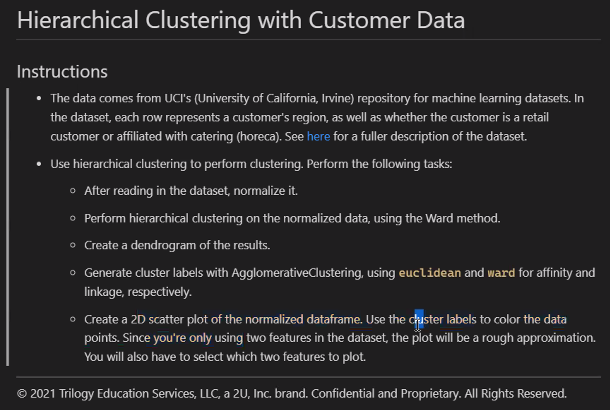 Hierarchical Clustering with Customer Data
Instructions
• The data comes from UCI's (University of California, Irvine) repository for machine learning datasets. In
the dataset, each row represents a customer's region, as well as whether the customer is a retail
customer or affiliated with catering (horeca). See here for a fuller description of the dataset.
• Use hierarchical clustering to perform clustering. Perform the following tasks:
○ After reading in the dataset, normalize it.
○ Perform hierarchical clustering on the normalized data, using the Ward method.
○ Create a dendrogram of the results.
○ Generate cluster labels with AgglomerativeClustering, using euclidean and ward for affinity and
linkage, respectively.
○ Create a 2D scatter plot of the normalized dataframe. Use the cluster labels to color the data
points. Since you're only using two features in the dataset, the plot will be a rough approximation.
You will also have to select which two features to plot.
© 2021 Trilogy Education Services, LLC, a 2U, Inc. brand. Confidential and Proprietary. All Rights Reserved.